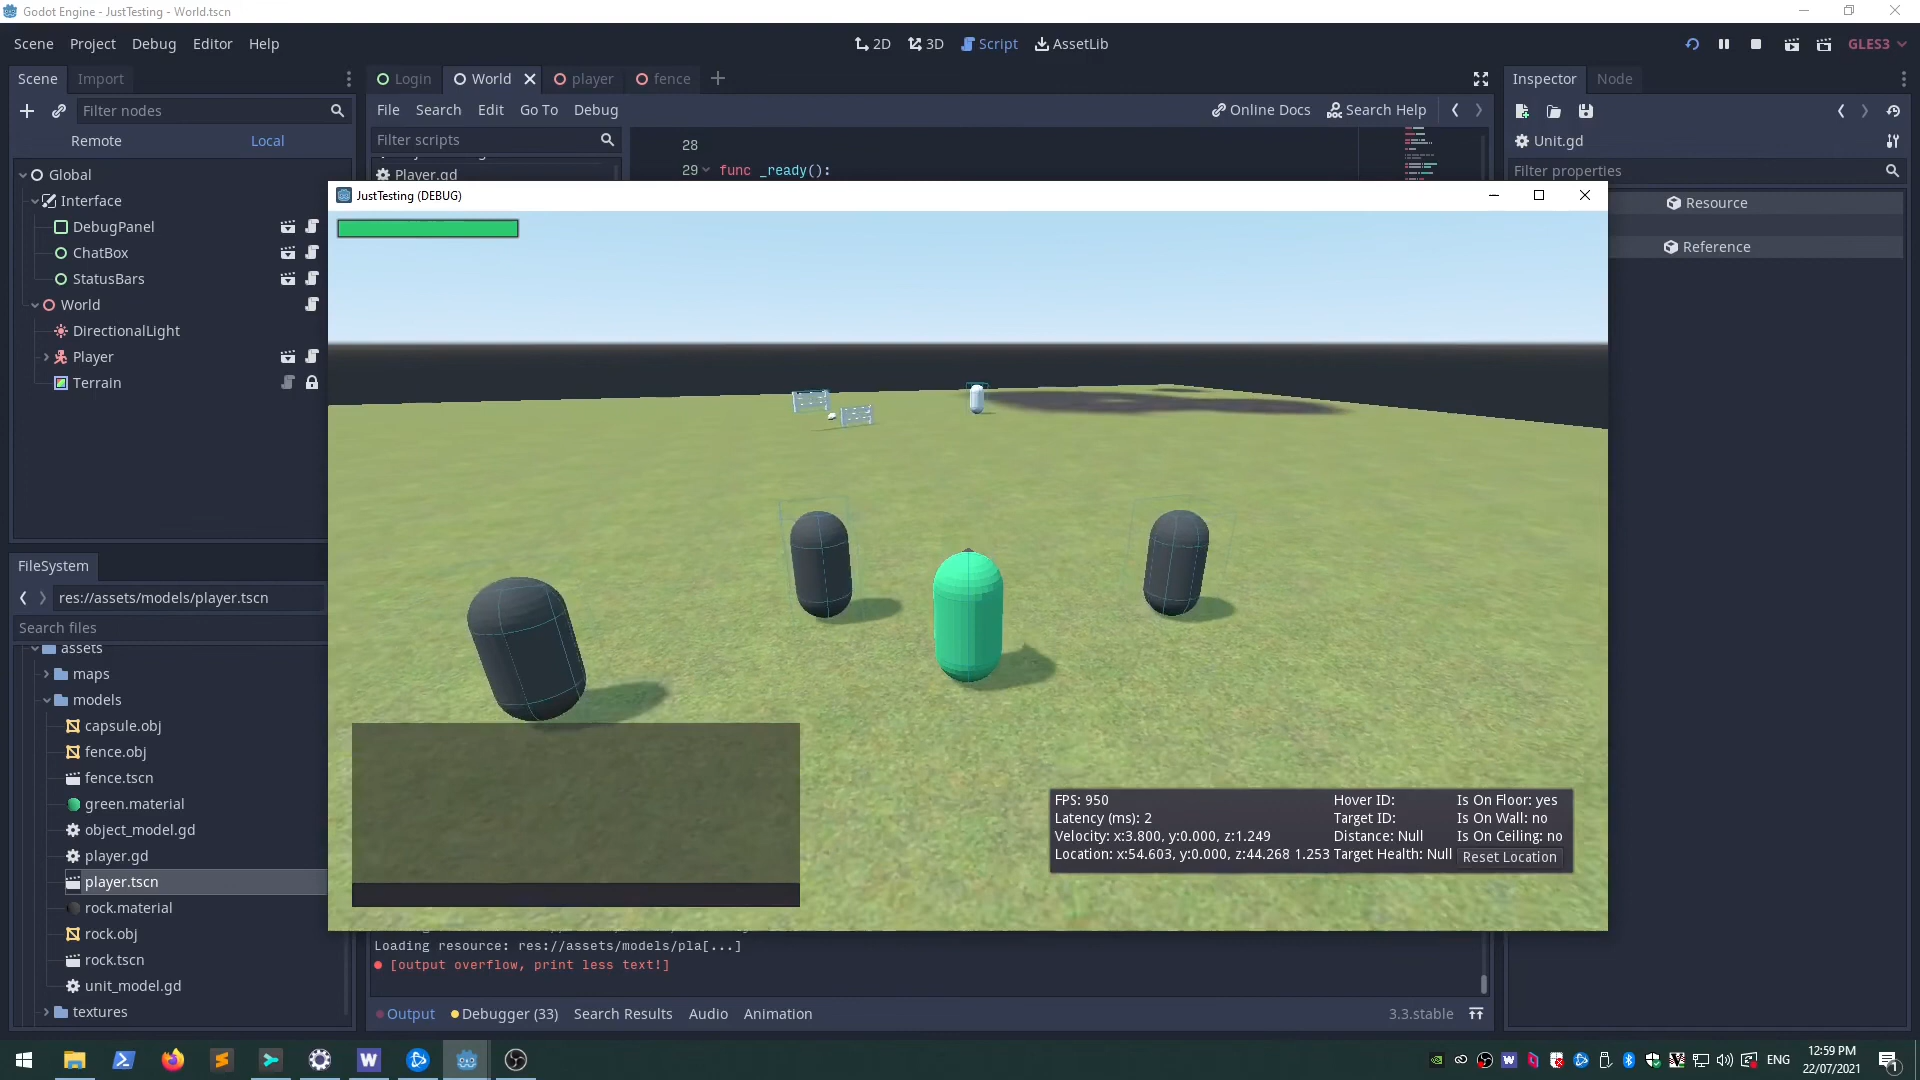 Godot Engine - JustTesting - World.tscn
Scene Project Debug Editor Help
2D 3D Script AssetLib
GLES3
Scene Import
Login World player fence
Inspector Node
Filter nodes
File Search Edit Go To Debug
Online Docs Search Help
Remote Local
Filter scripts
28
Unit.gd
Global
Player.gd
29 func _ready():
Filter properties
Interface
JustTesting (DEBUG)
Resource
DebugPanel
ChatBox
Reference
StatusBars
World
DirectionalLight
Player
Terrain
FileSystem
res://assets/models/player.tscn
Search files
assets
maps
models
capsule.obj
fence.obj
fence.tscn
green.material
object_model.gd
player.gd
player.tscn
rock.material
rock.obj
rock.tscn
unit_model.gd
textures
FPS: 950 Hover ID: Is On Floor: yes
Latency (ms): 2 Target ID: Is On Wall: no
Velocity: x:3.800, y:0.000, z:1.249 Distance: Null Is On Ceiling: no
Location: x:54.603, y:0.000, z:44.268 1.253 Target Health: Null Reset Location
Loading resource: res://assets/models/pla[...]
[output overflow, print less text!]
Output Debugger (33) Search Results Audio Animation 3.3.stable
ENG
12:59 PM
22/07/2021
1